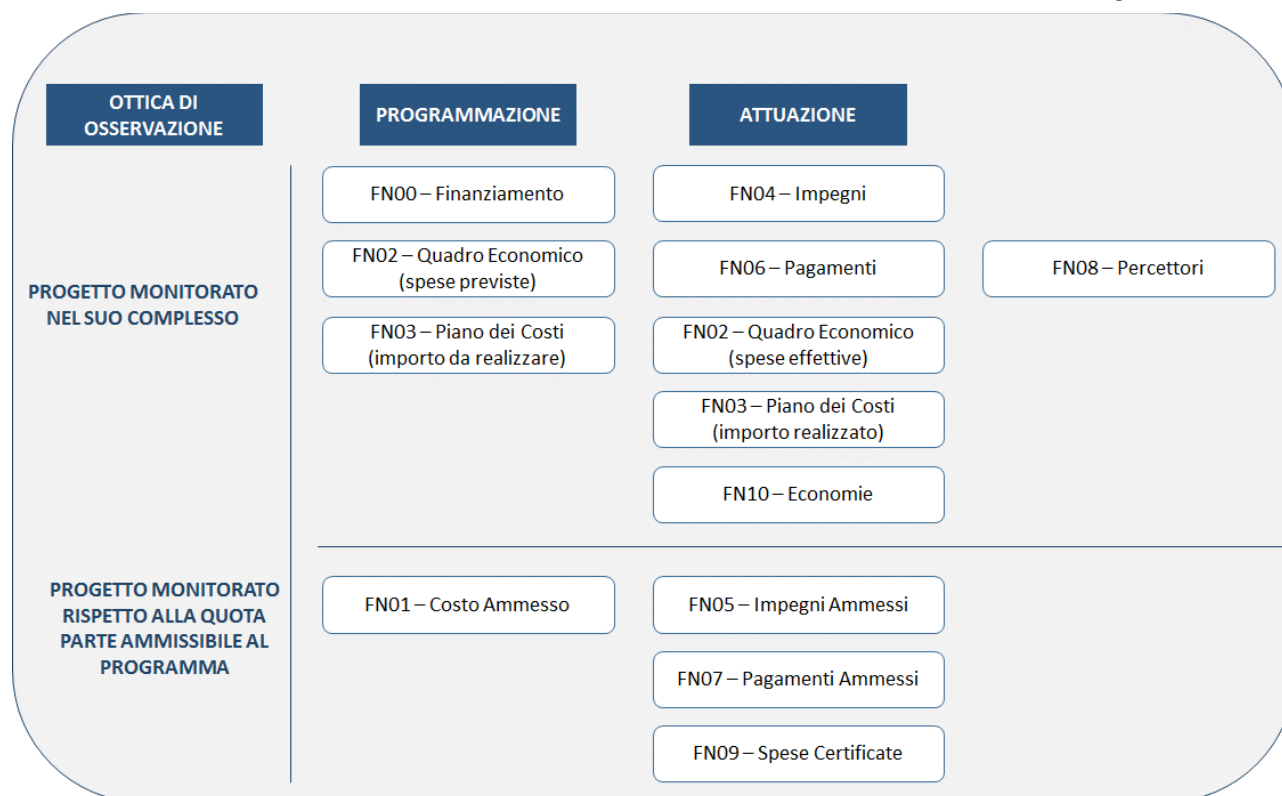 OTTICA DI
OSSERVAZIONE
PROGRAMMAZIONE
ATTUAZIONE
PROGETTO MONITORATO
NEL SUO COMPLESSO
FN00 – Finanziamento
FN04 – Impegni
FN02 – Quadro Economico
(spese previste)
FN06 – Pagamenti
FN08 – Percettori
FN03 – Piano dei Costi
(importo da realizzare)
FN02 – Quadro Economico
(spese effettive)
FN03 – Piano dei Costi
(importo realizzato)
FN10 – Economie
PROGETTO MONITORATO
RISPETTO ALLA QUOTA
PARTE AMMISSIBILE AL
PROGRAMMA
FN01 – Costo Ammesso
FN05 – Impegni Ammessi
FN07 – Pagamenti Ammessi
FN09 – Spese Certificate